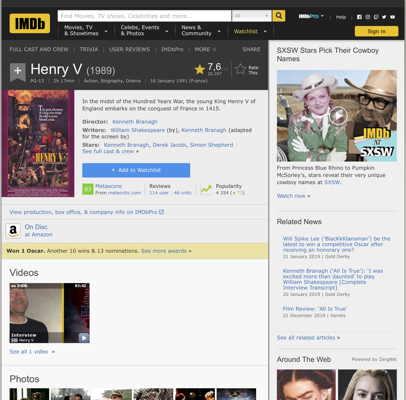 IMDb
Find Movies, TV shows, Celebrities and more...
All
Movies, TV & Showtimes
Celebs, Events & Photos
News & Community
Watchlist
IMDbPro
Help
Sign in
FULL CAST AND CREW | TRIVIA | USER REVIEWS | IMDbPro | MORE
SHARE
Henry V (1989)
PG-13 | 2h 17min | Action, Biography, Drama | 16 January 1991 (France)
7,6
Rate This
In the midst of the Hundred Years War, the young King Henry V of
England embarks on the conquest of France in 1415.
Director: Kenneth Branagh
Writers: William Shakespeare (by), Kenneth Branagh (adapted
for the screen by)
Stars: Kenneth Branagh, Derek Jacobi, Simon Shepherd
See full cast & crew »
+ Add to Watchlist
83
Metascore
From metacritic.com
Reviews
114 user | 46 critic
Popularity
View production, box office, & company info on IMDbPro
On Disc
at Amazon
Won 1 Oscar. Another 10 wins & 13 nominations. See more awards »
Videos
Interview
Henry V
See all 1 video »
Photos
SXSW Stars Pick Their Cowboy
Names
IMDb
AT
SXSW
From Princess Blue Rhino to Pumpkin
McSorley's, stars reveal their very unique
cowboy names at SXSW.
Watch now »
Related News
Will Spike Lee ('BlacKkKlansman') be the
latest to win a competitive Oscar after
receiving an honorary one?
21 January 2019 | Gold Derby
Kenneth Branagh ('All Is True'): 'I was
excited more than daunted' to play
William Shakespeare [Complete
Interview Transcript]
20 January 2019 | Gold Derby
Film Review: 'All Is True'
21 December 2018 | Variety
See all related articles »
Around The Web
Powered by ZergNet